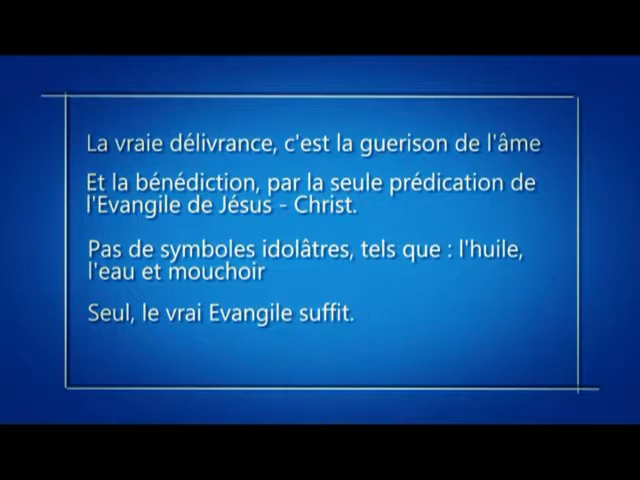 La vraie délivrance, c'est la guerison de l'âme
Et la bénédiction, par la seule prédication de
l'Evangile de Jésus - Christ.
Pas de symboles idolâtres, tels que : l'huile,
l'eau et mouchoir
Seul, le vrai Evangile suffit.